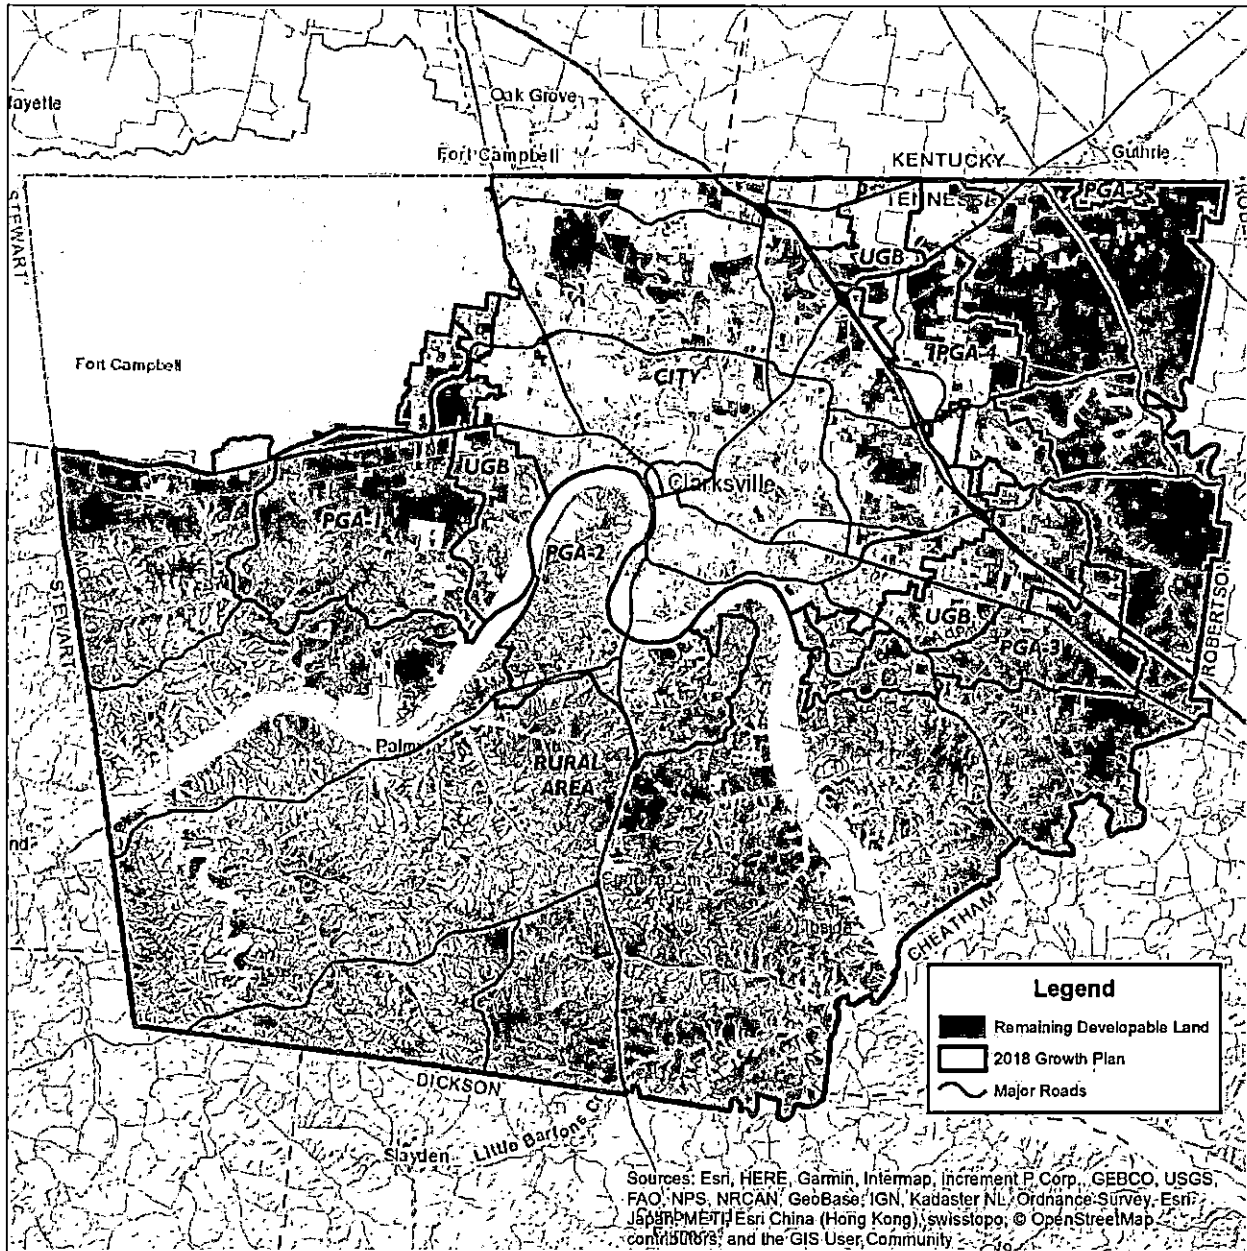 fayette
Oak Grove
Fort Campbell
KENTUCKY
Guthrie
PGA-5
STEWART
UGB
Fort Campbell
PGA-4
CITY
UGB
Clarksville
PGA-1
PGA-2
STEWART
ROBERTSON
UGB
PGA-3
RURAL
AREA
CHEATHAM
DICKSON
Slayden
Little Bartons
Legend
Remaining Developable Land
2018 Growth Plan
Major Roads
Sources: Esri, HERE, Garmin, Intermap, increment P Corp., GEBCO, USGS,
FAO, NPS, NRCAN, GeoBase, IGN, Kadaster NL, Ordnance Survey, Esri
Japan, METI, Esri China (Hong Kong), swisstopo, © OpenStreetMap
contributors, and the GIS User Community